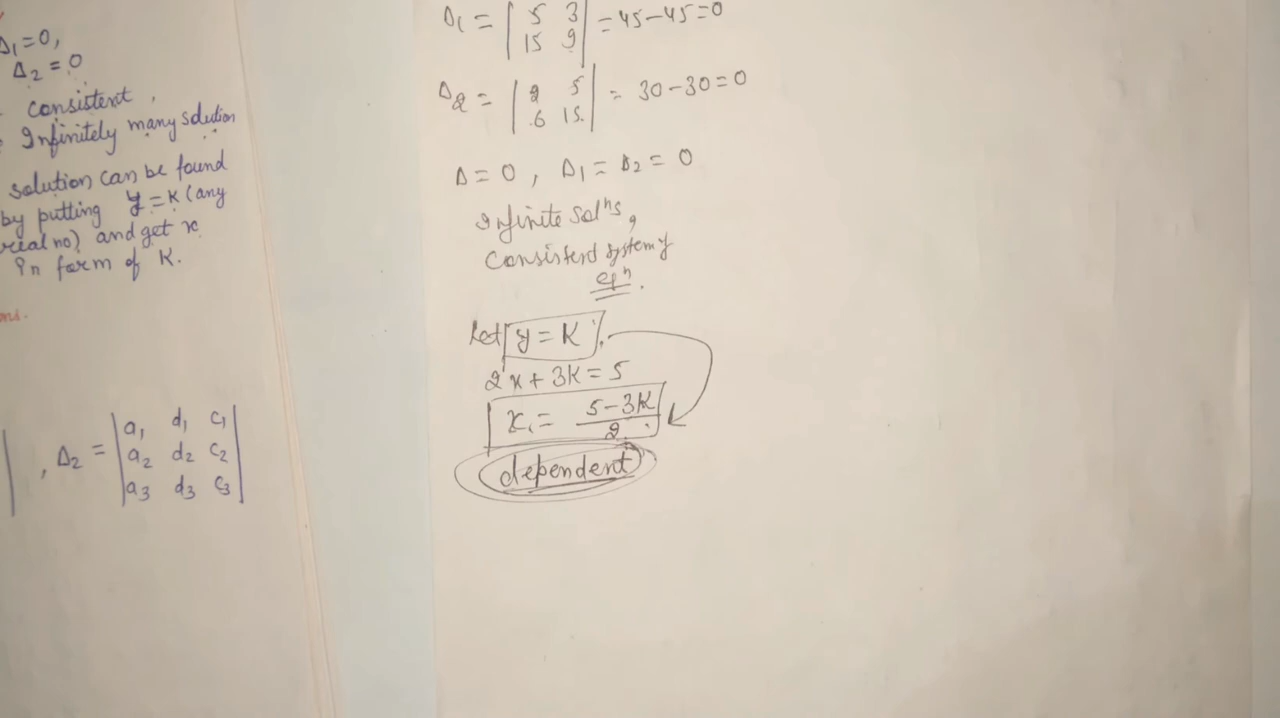 Δ1 = 0,
Δ2 = 0
consistent,
Infinitely many solution
solution can be found
by putting y = K (any
real no) and get x
in form of K.
, Δ2 = | a1 d1 c1 |
| a2 d2 c2 |
| a3 d3 c3 |
Δ1 = | 5 3 | = 45-45=0
| 15 9 |
Δ2 = | 2 5 | = 30-30=0
| 6 15 |
Δ = 0 , Δ1 = Δ2 = 0
Infinite solns,
Consistend system of
eqn.
Let y = K
2x + 3K = 5
x = 5-3K
2
dependent